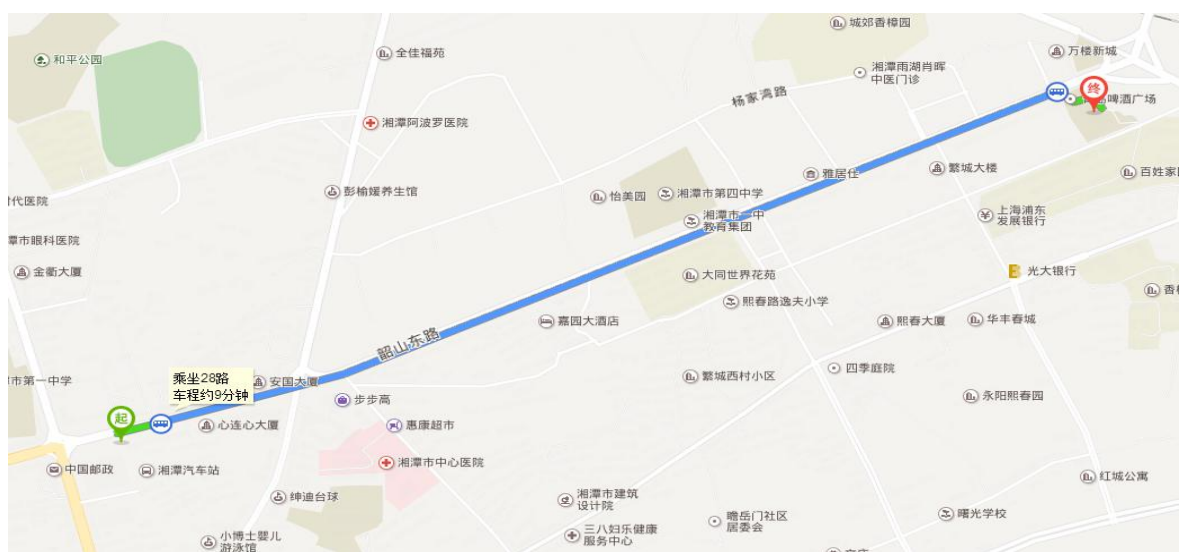 城郊香樟园
万楼新城
和平公园
全佳福苑
湘潭雨湖肖晖
中医门诊
终
啤酒广场
杨家湾路
湘潭阿波罗医院
繁城大楼
百姓家园
雅居仕
彭榆媛养生馆
怡美园
湘潭市第四中学
代医院
湘潭市一中
教育集团
上海浦东
发展银行
潭市眼科医院
金衢大厦
大同世界花苑
光大银行
熙春路逸夫小学
香樟
嘉园大酒店
熙春大厦
华丰春城
韶山东路
四季庭院
乘坐28路
车程约9分钟
市第一中学
安国大厦
繁城西村小区
步步高
永阳熙春园
起
心连心大厦
惠康超市
中国邮政
湘潭汽车站
湘潭市中心医院
红城公寓
绅迪台球
湘潭市建筑
设计院
瞻岳门社区
居委会
曙光学校
小博士婴儿
游泳馆
三八妇乐健康
服务中心